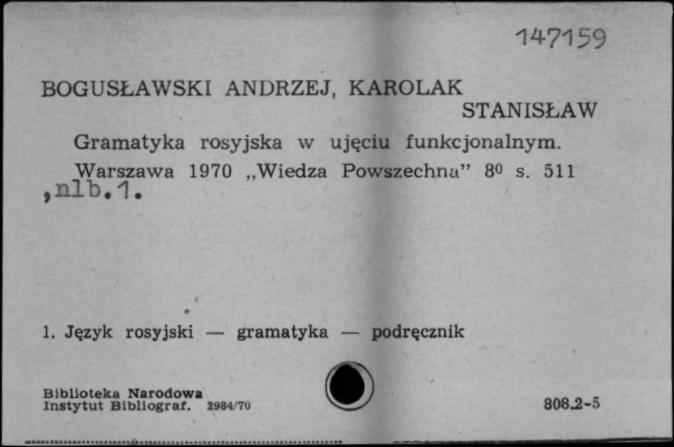 147159
BOGUSŁAWSKI ANDRZEJ, KAROLAK
STANISŁAW
Gramatyka rosyjska w ujęciu funkcjonalnym.
Warszawa 1970 „Wiedza Powszechna” 8⁰ s. 511
,nlb.1.
1. Język rosyjski — gramatyka — podręcznik
Biblioteka Narodowa
Instytut Bibliograf. 2984/70
808.2-5